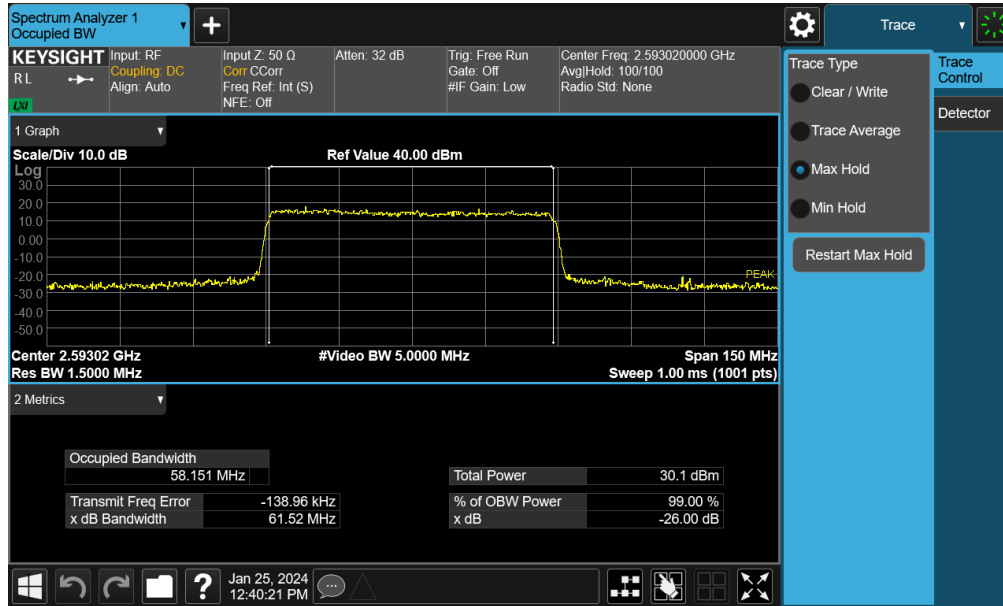 Spectrum Analyzer 1
Occupied BW
Trace
KEYSIGHT
R L
LXI
Input: RF
Coupling: DC
Align: Auto
Input Z: 50 Ω
Corr CCorr
Freq Ref: Int (S)
NFE: Off
Atten: 32 dB
Trig: Free Run
Gate: Off
#IF Gain: Low
Center Freq: 2.593020000 GHz
Avg|Hold: 100/100
Radio Std: None
1 Graph
Scale/Div 10.0 dB
Ref Value 40.00 dBm
Log
30.0
20.0
10.0
0.00
-10.0
-20.0
-30.0
-40.0
-50.0
PEAK
Center 2.59302 GHz
#Video BW 5.0000 MHz
Span 150 MHz
Res BW 1.5000 MHz
Sweep 1.00 ms (1001 pts)
2 Metrics
Occupied Bandwidth
58.151 MHz
Total Power 30.1 dBm
Transmit Freq Error -138.96 kHz
% of OBW Power 99.00 %
x dB Bandwidth 61.52 MHz
x dB -26.00 dB
?
Jan 25, 2024
12:40:21 PM
Trace Type
Clear / Write
Trace Average
Max Hold
Min Hold
Restart Max Hold
Trace
Control
Detector